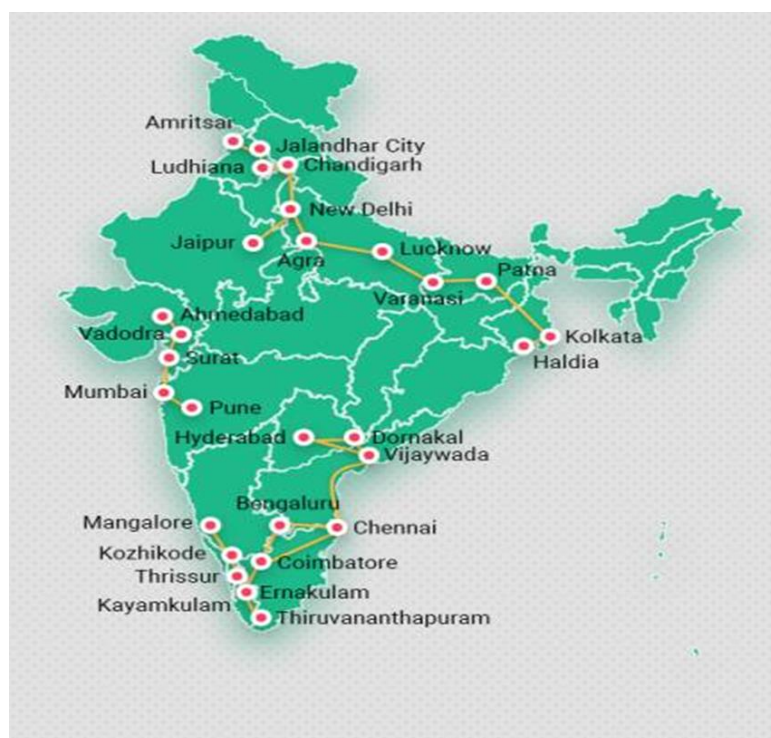 Amritsar
Jalandhar City
Ludhiana
Chandigarh
New Delhi
Jaipur
Agra
Lucknow
Patna
Varanasi
Ahmedabad
Vadodra
Surat
Kolkata
Haldia
Mumbai
Pune
Hyderabad
Dornakal
Vijaywada
Bengaluru
Mangalore
Chennai
Kozhikode
Coimbatore
Thrissur
Ernakulam
Kayamkulam
Thiruvananthapuram